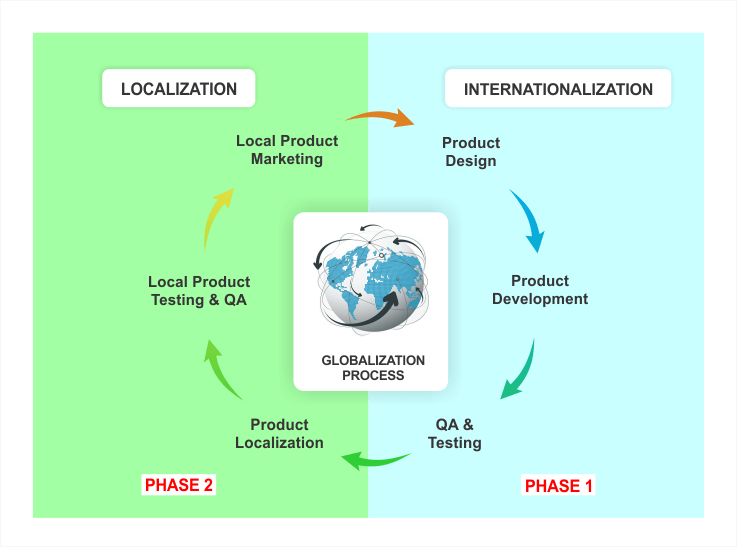 LOCALIZATION
INTERNATIONALIZATION
Local Product
Marketing
Product
Design
Local Product
Testing & QA
Product
Development
GLOBALIZATION
PROCESS
Product
Localization
QA &
Testing
PHASE 2
PHASE 1